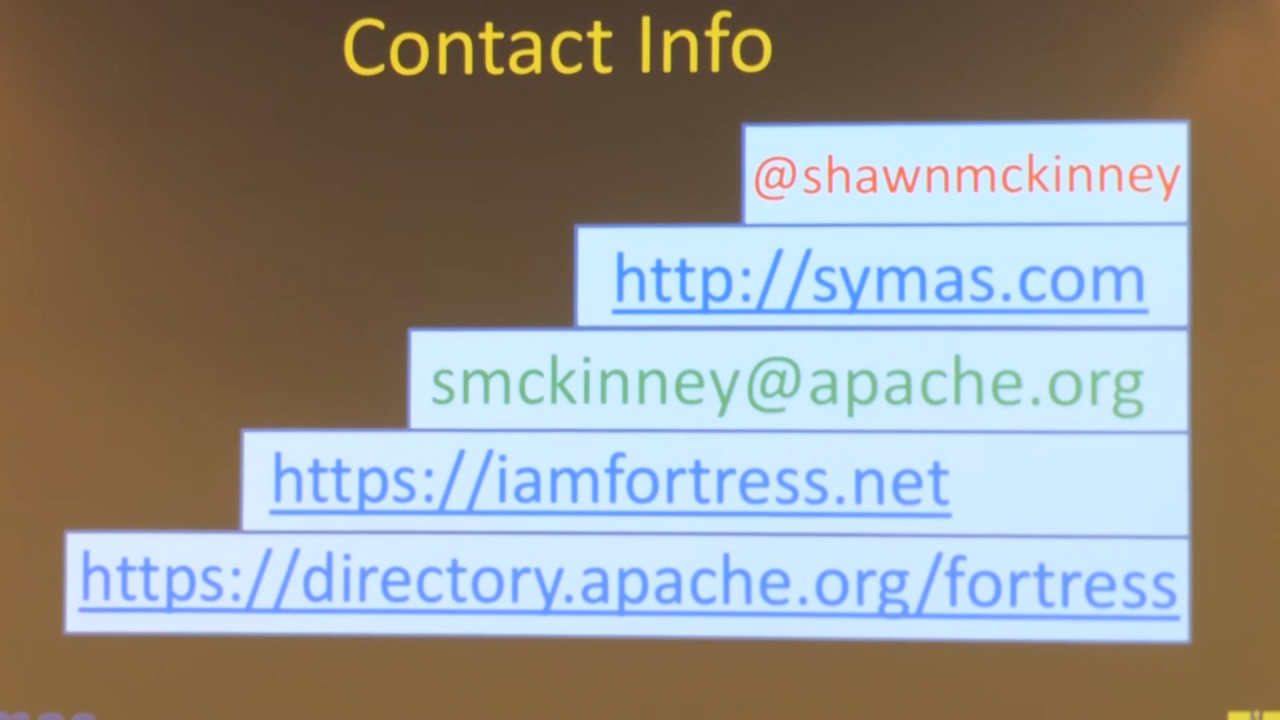 Contact Info
@shawnmckinney
http://symas.com
smckinney@apache.org
https://iamfortress.net
https://directory.apache.org/fortress